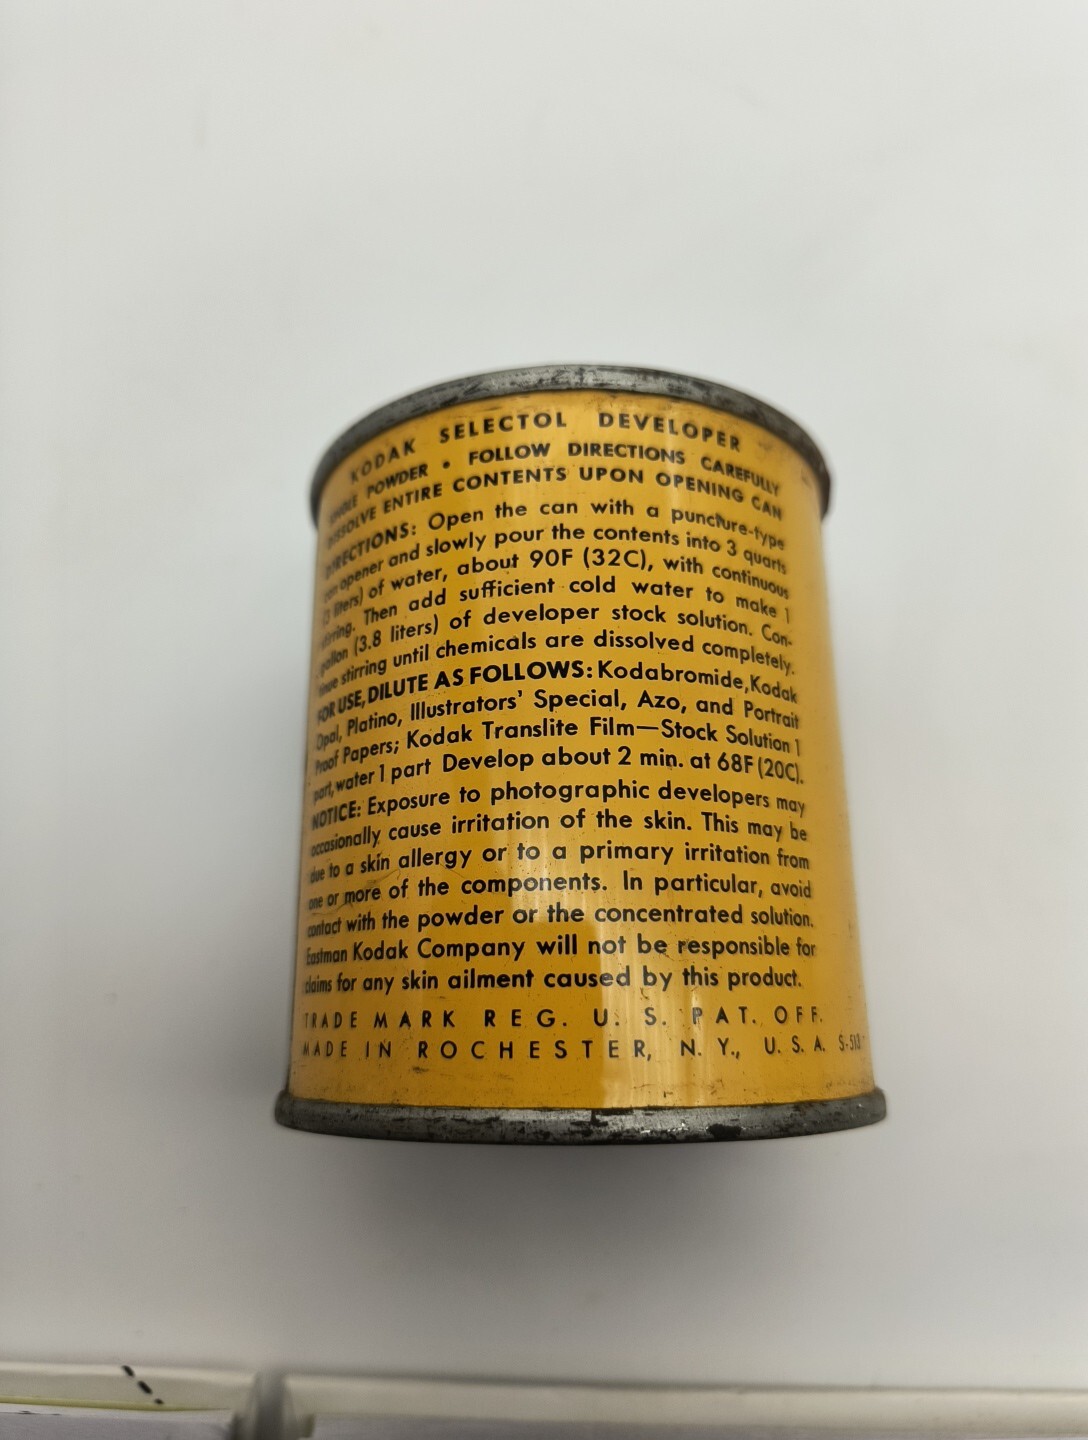 KODAK SELECTOL DEVELOPER
SINGLE POWDER • FOLLOW DIRECTIONS CAREFULLY
DISSOLVE ENTIRE CONTENTS UPON OPENING CAN
DIRECTIONS: Open the can with a puncture-type
can opener and slowly pour the contents into 3 quarts
(3 liters) of water, about 90F (32C), with continuous
stirring. Then add sufficient cold water to make 1
gallon (3.8 liters) of developer stock solution. Con-
tinue stirring until chemicals are dissolved completely.
FOR USE, DILUTE AS FOLLOWS: Kodabromide, Kodak
Opal, Platino, Illustrators' Special, Azo, and Portrait
Proof Papers; Kodak Translite Film—Stock Solution 1
part, water 1 part Develop about 2 min. at 68F (20C).
NOTICE: Exposure to photographic developers may
occasionally cause irritation of the skin. This may be
due to a skin allergy or to a primary irritation from
one or more of the components. In particular, avoid
contact with the powder or the concentrated solution.
Eastman Kodak Company will not be responsible for
claims for any skin ailment caused by this product.
TRADE MARK REG. U. S. PAT. OFF.
MADE IN ROCHESTER, N. Y., U. S. A.